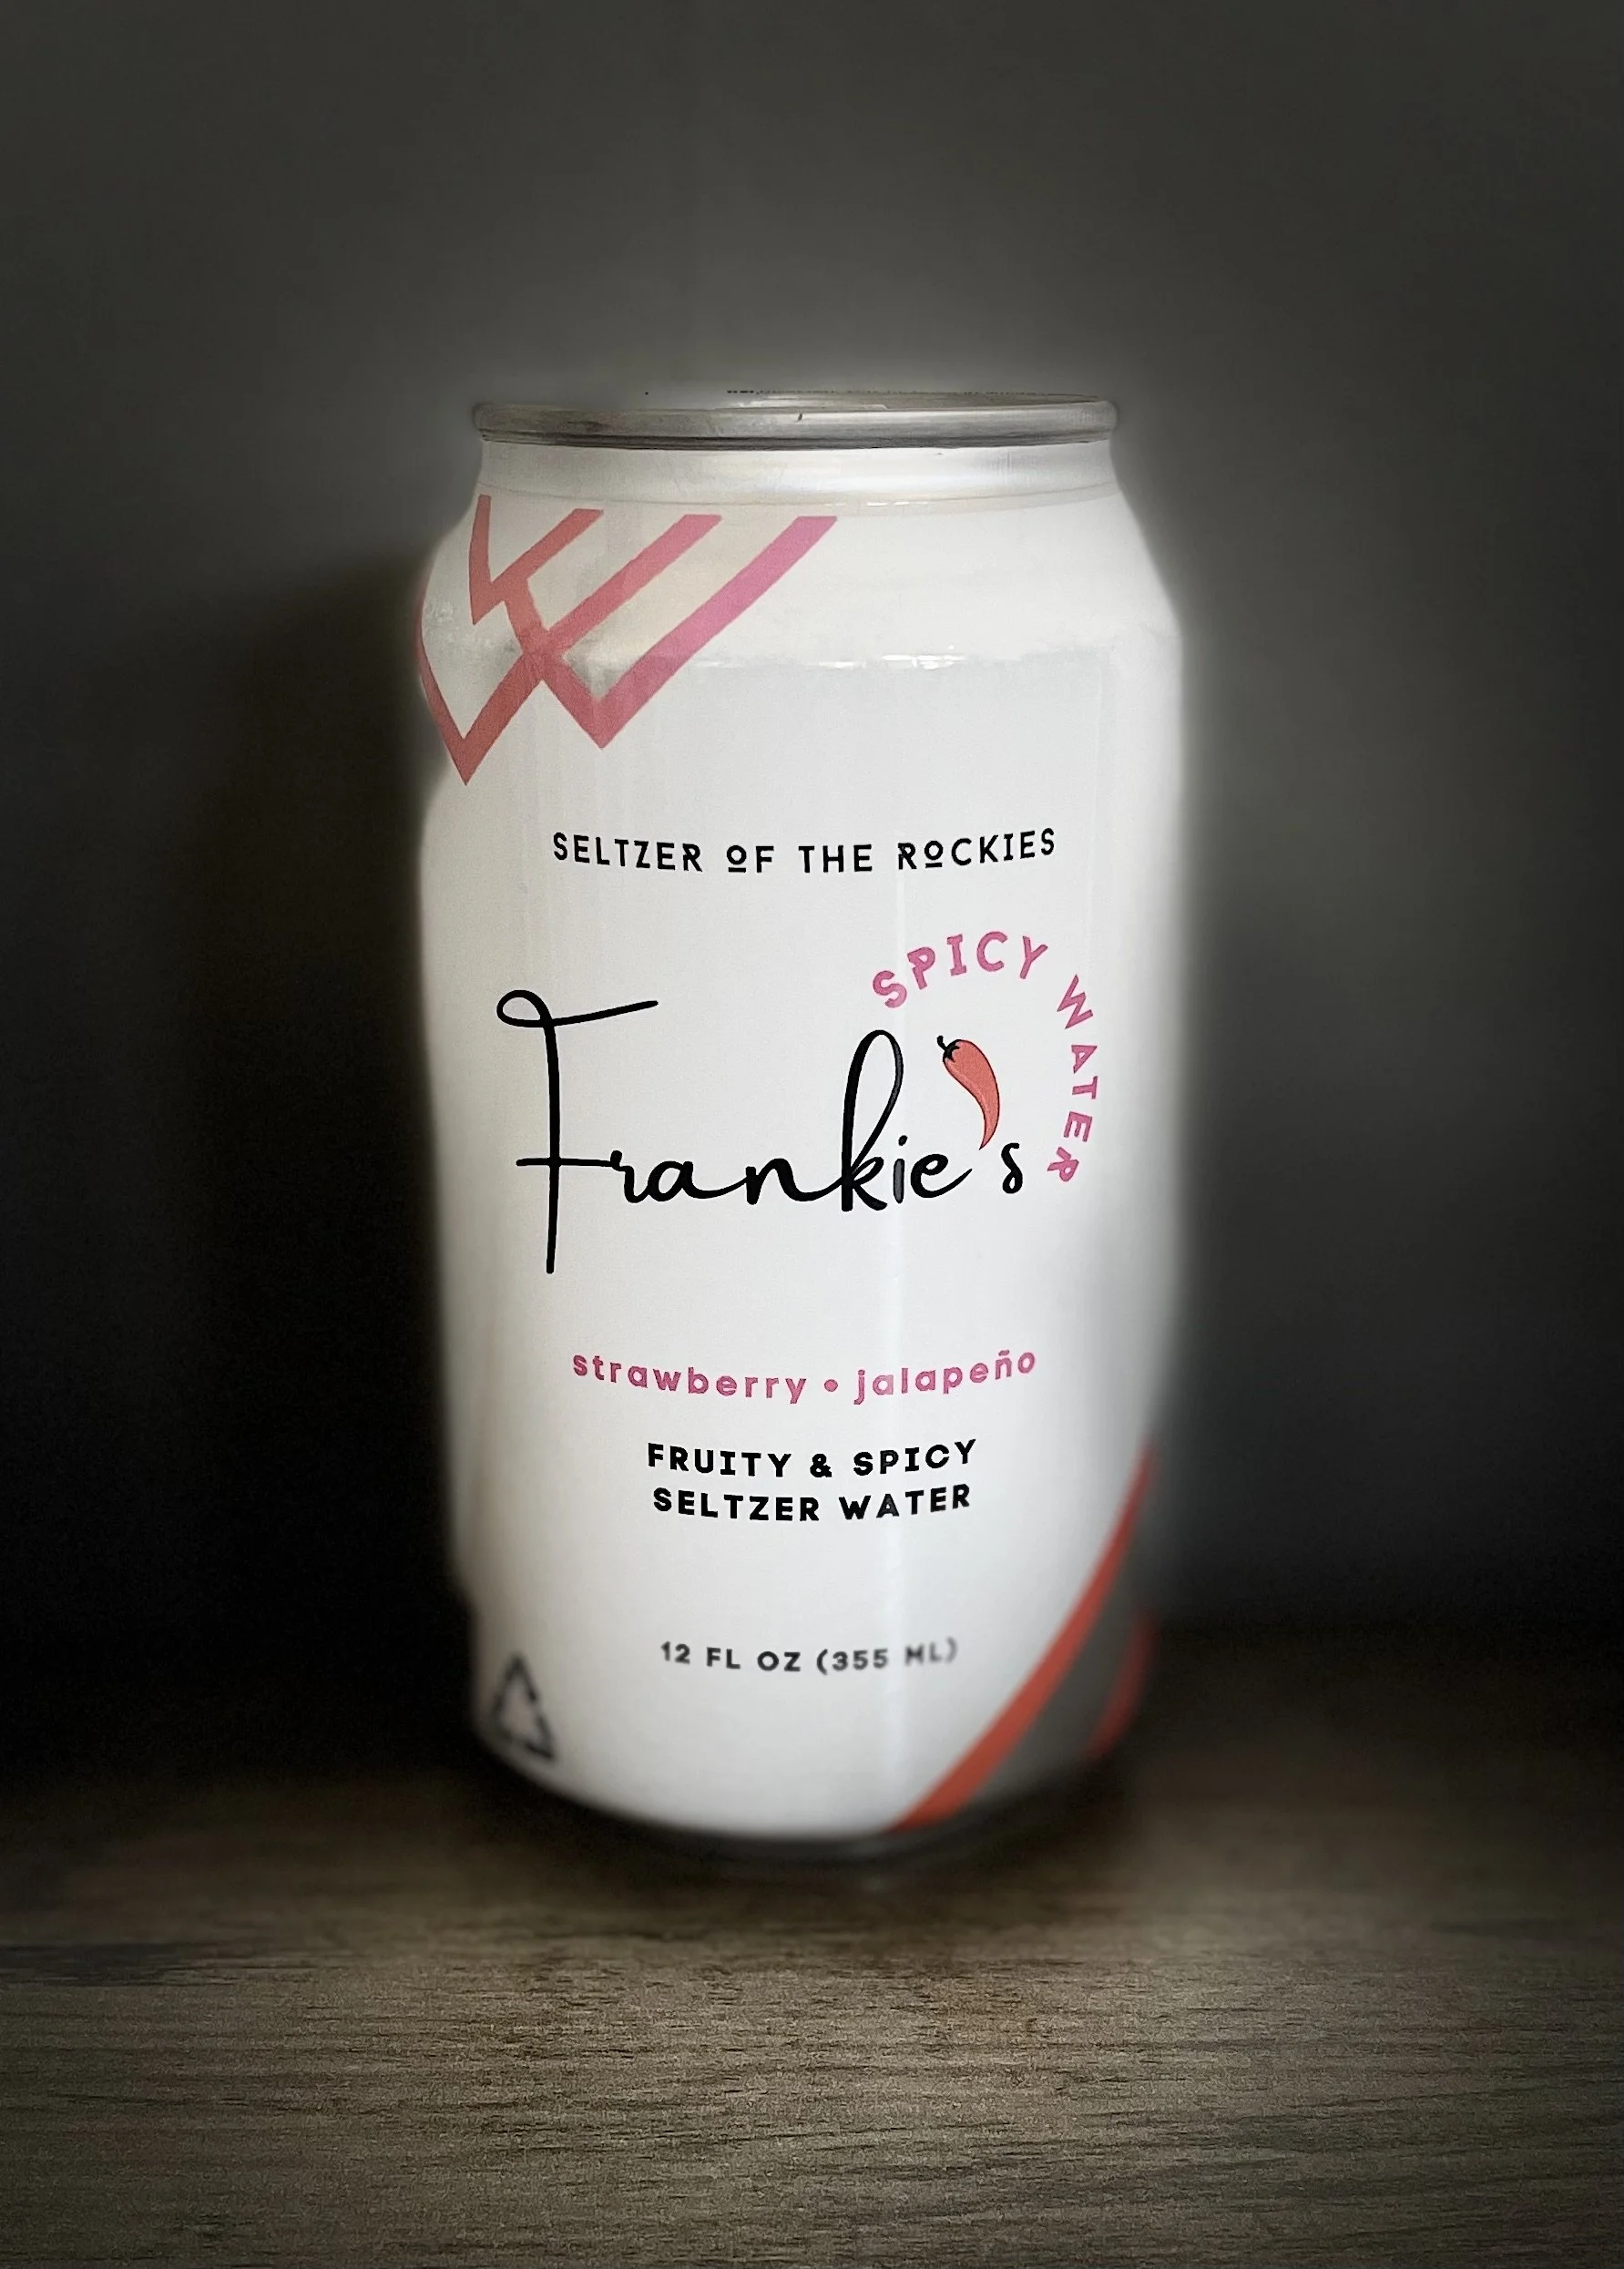 SELTZER OF THE ROCKIES
SPICY WATER
Frankie's
strawberry • jalapeño
FRUITY & SPICY
SELTZER WATER
12 FL OZ (355 ML)